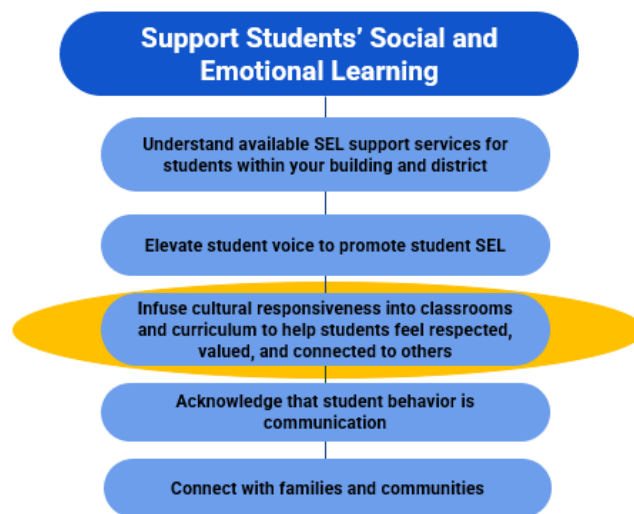 Support Students’ Social and
Emotional Learning
Understand available SEL support services for
students within your building and district
Elevate student voice to promote student SEL
Infuse cultural responsiveness into classrooms
and curriculum to help students feel respected,
valued, and connected to others
Acknowledge that student behavior is
communication
Connect with families and communities